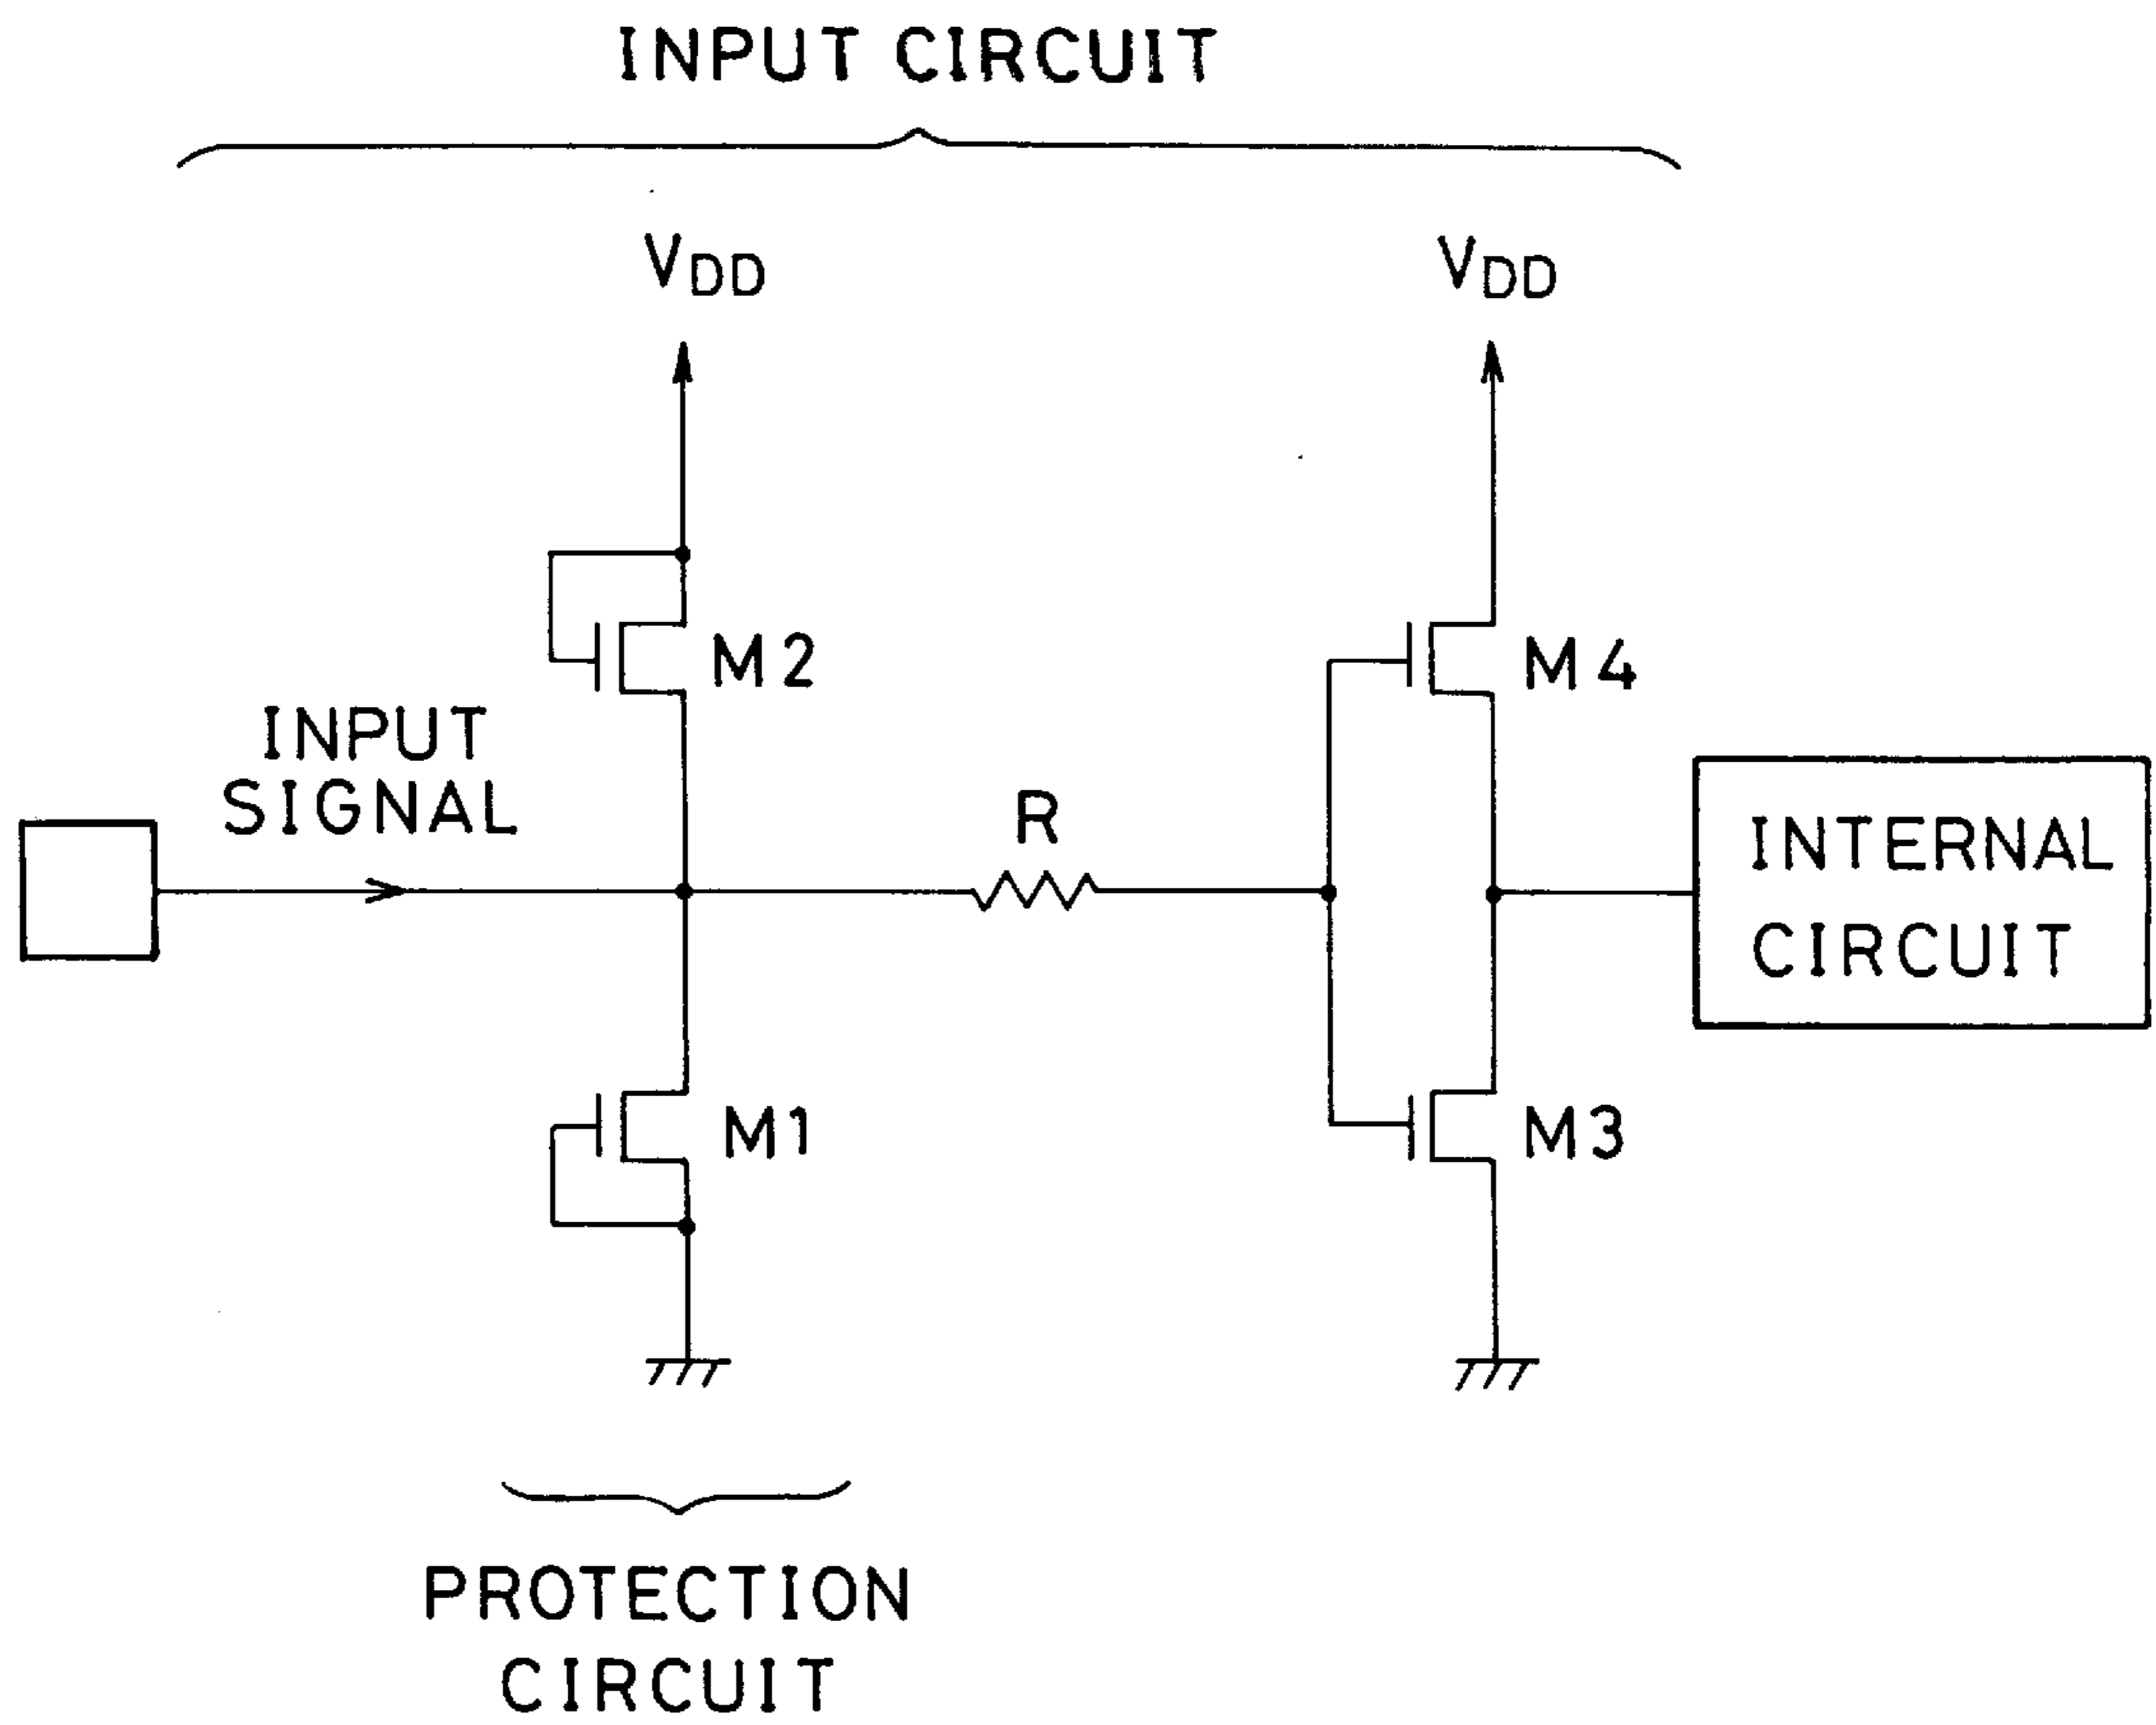 INPUT CIRCUIT
VDD
VDD
M2
M4
INPUT
SIGNAL
R
INTERNAL
CIRCUIT
M1
M3
PROTECTION
CIRCUIT